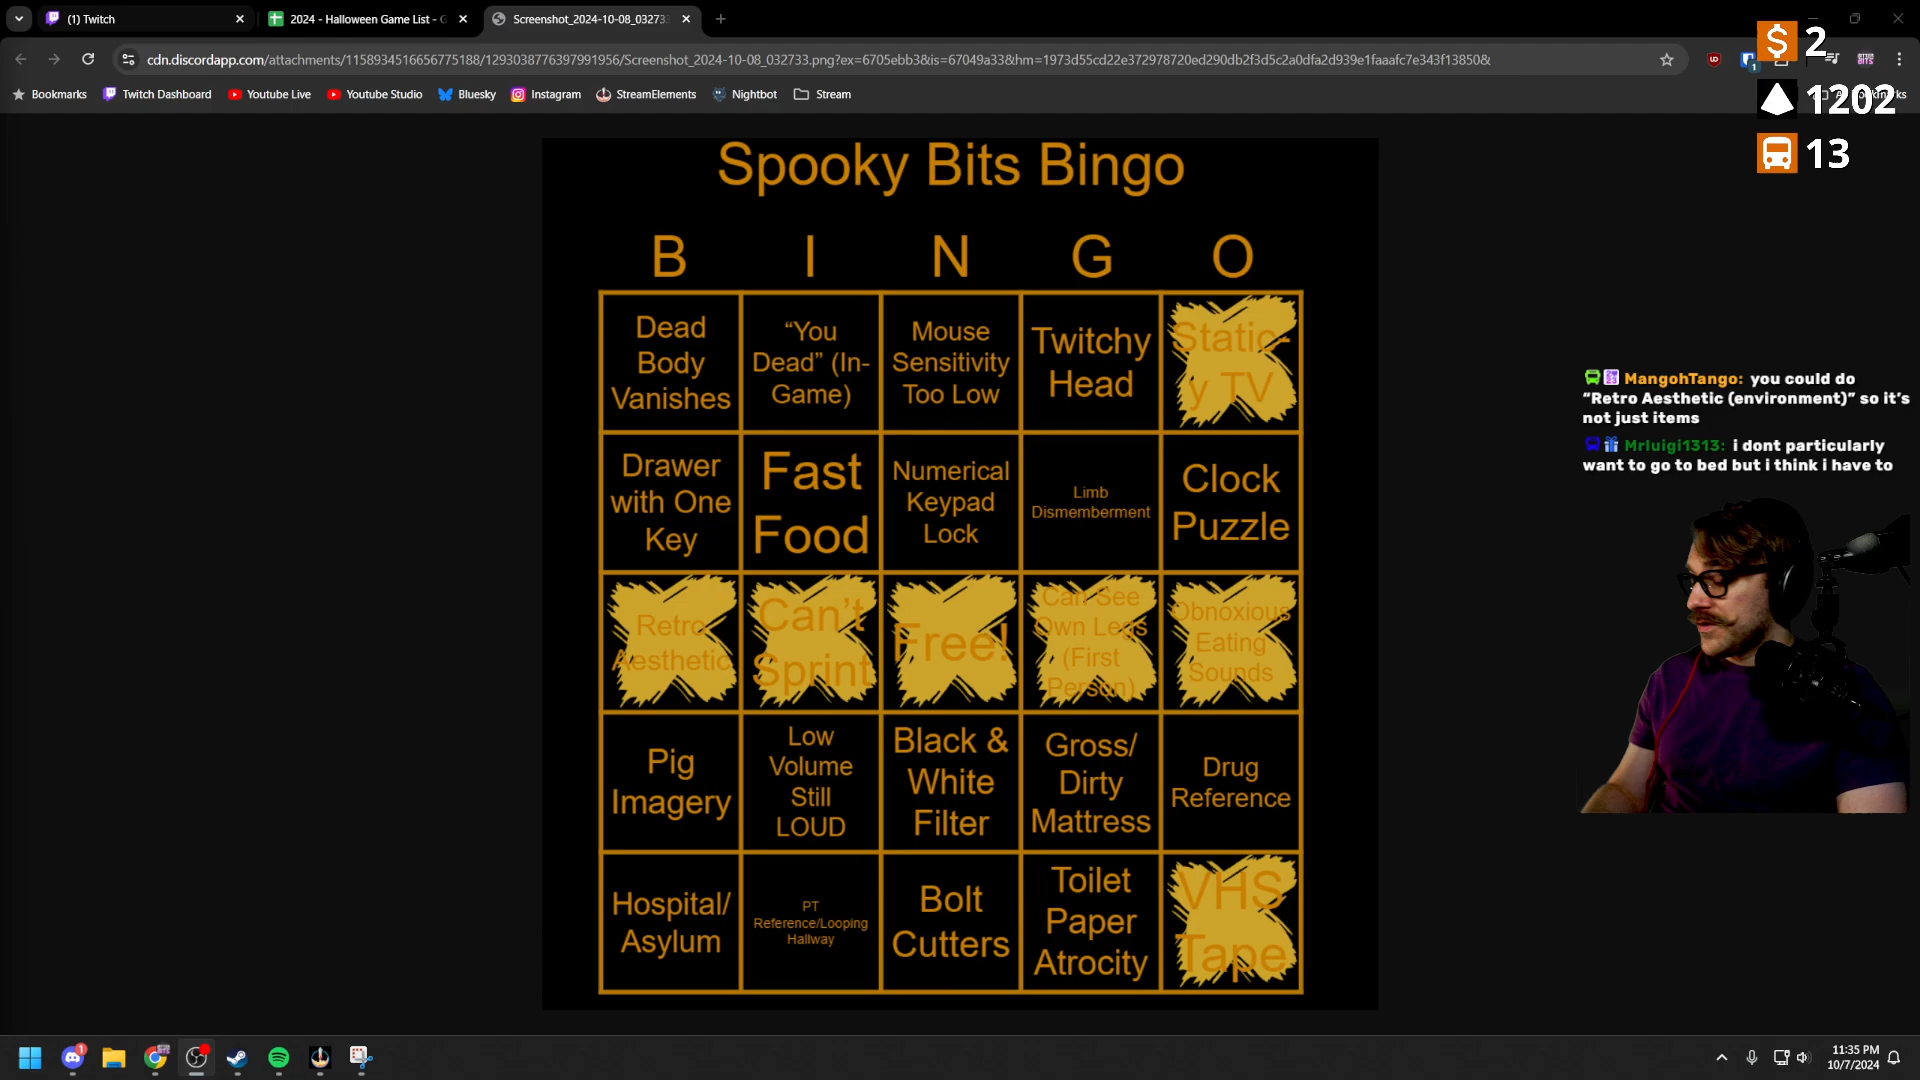 (1) Twitch
2024 - Halloween Game List - G
Screenshot_2024-10-08_032733
cdn.discordapp.com/attachments/1158934516656775188/1293038776397991956/Screenshot_2024-10-08_032733.png?ex=6705ebb3&is=67049a33&hm=1973d55cd22e372978720ed290db2f3d5c2a0dfa2d939e1faaafc7e343f13850&
Bookmarks
Twitch Dashboard
Youtube Live
Youtube Studio
Bluesky
Instagram
StreamElements
Nightbot
Stream
$ 2
1202
13
Spooky Bits Bingo
B I N G O
Dead
Body
Vanishes
“You
Dead” (In-
Game)
Mouse
Sensitivity
Too Low
Twitchy
Head
Static-
y TV
Drawer
with One
Key
Fast
Food
Numerical
Keypad
Lock
Limb
Dismemberment
Clock
Puzzle
Retro
Aesthetic
Can’t
Sprint
Free!
Can See
Own Legs
(First
Person)
Obnoxious
Eating
Sounds
Pig
Imagery
Low
Volume
Still
LOUD
Black &
White
Filter
Gross/
Dirty
Mattress
Drug
Reference
Hospital/
Asylum
PT
Reference/Looping
Hallway
Bolt
Cutters
Toilet
Paper
Atrocity
VHS
Tape
MangohTango: you could do
“Retro Aesthetic (environment)” so it’s
not just items
Mrluigi1313: i dont particularly
want to go to bed but i think i have to
11:35 PM
10/7/2024